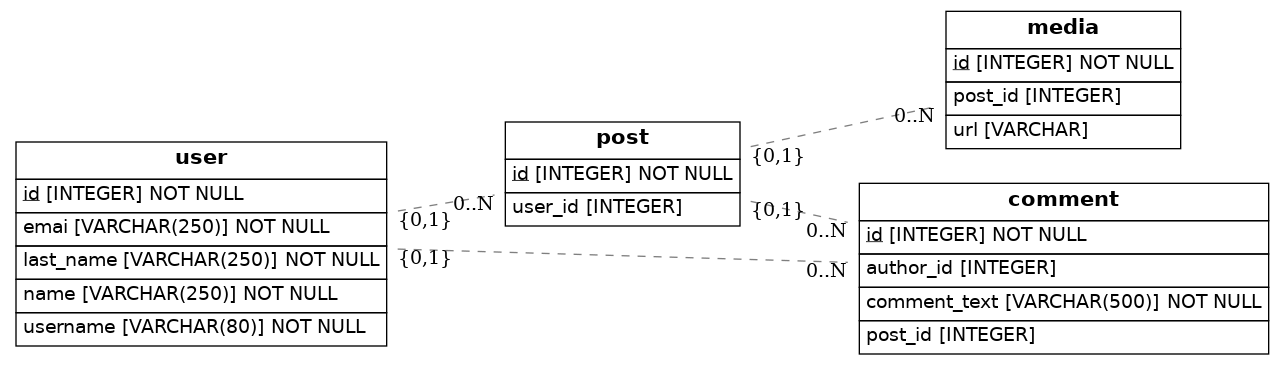 user
id [INTEGER] NOT NULL
emai [VARCHAR(250)] NOT NULL
last_name [VARCHAR(250)] NOT NULL
name [VARCHAR(250)] NOT NULL
username [VARCHAR(80)] NOT NULL
{0,1}
0..N
{0,1}
0..N
post
id [INTEGER] NOT NULL
user_id [INTEGER]
{0,1}
0..N
{0,1}
0..N
media
id [INTEGER] NOT NULL
post_id [INTEGER]
url [VARCHAR]
comment
id [INTEGER] NOT NULL
author_id [INTEGER]
comment_text [VARCHAR(500)] NOT NULL
post_id [INTEGER]